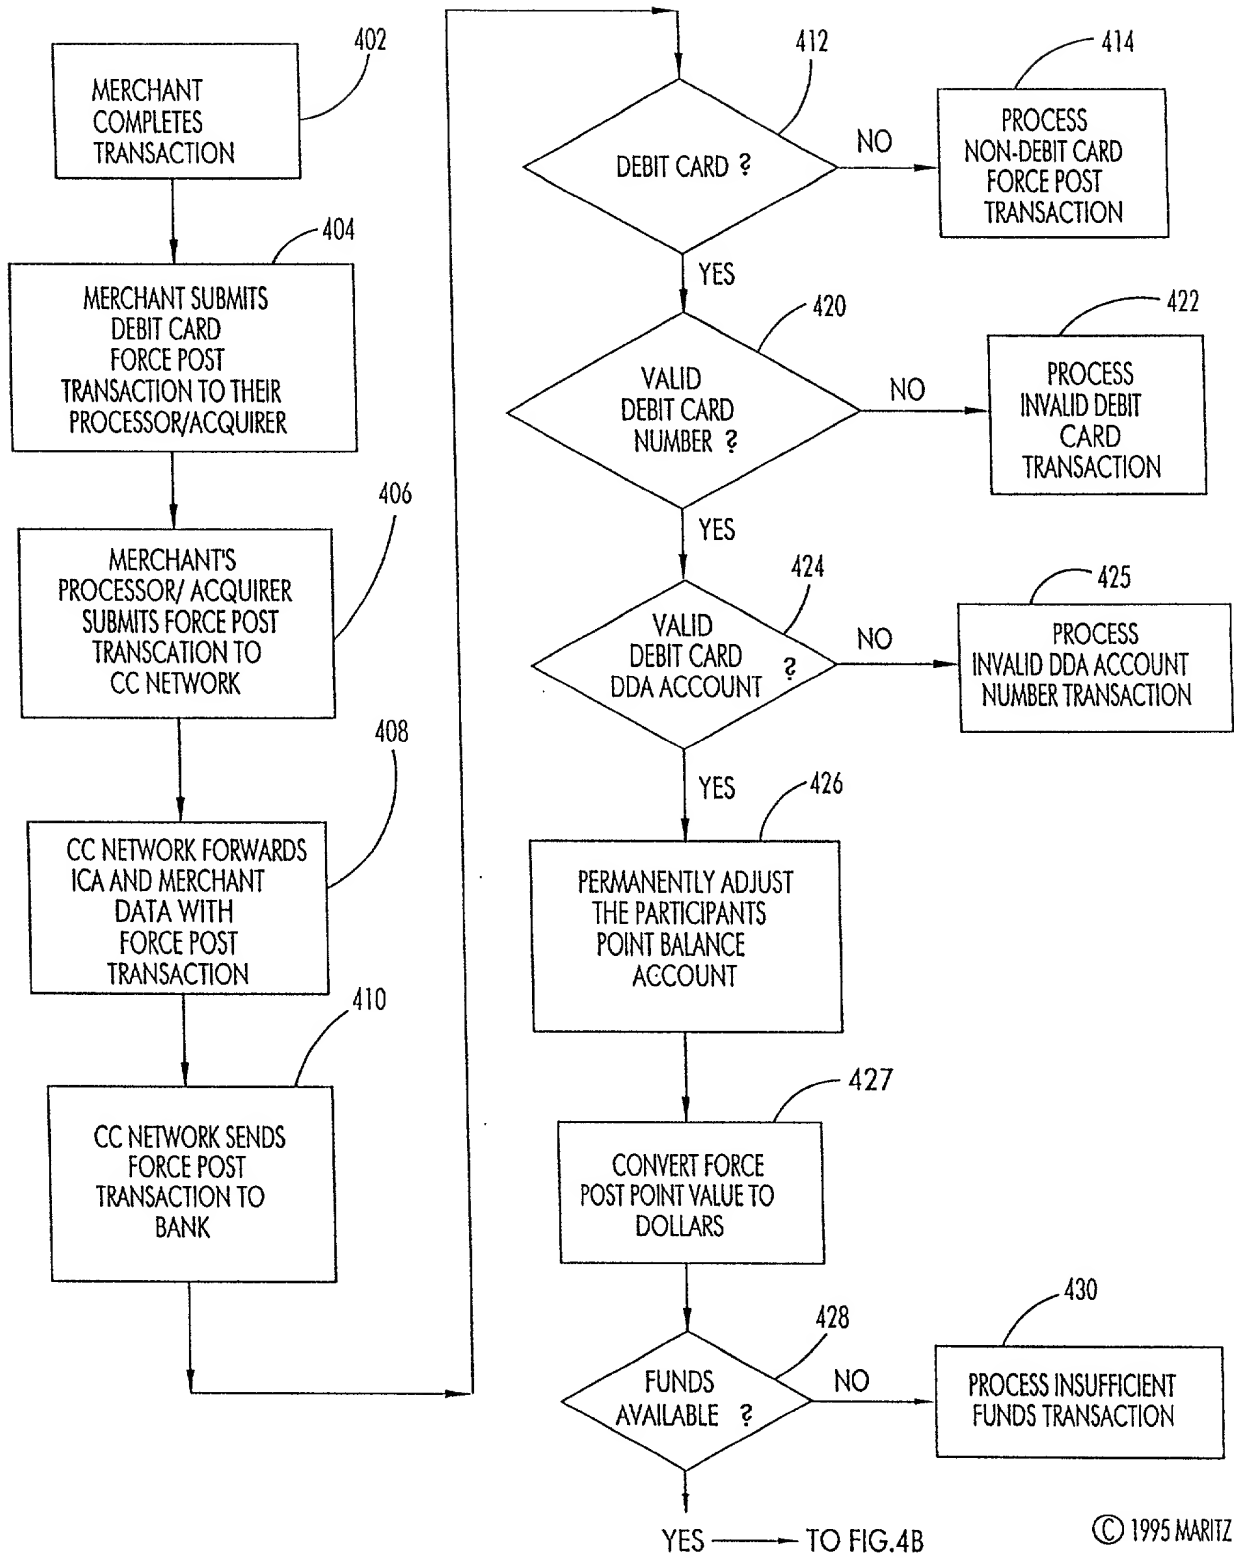 402
MERCHANT
COMPLETES
TRANSACTION
404
MERCHANT SUBMITS
DEBIT CARD
FORCE POST
TRANSACTION TO THEIR
PROCESSOR/ACQUIRER
406
MERCHANT'S
PROCESSOR/ ACQUIRER
SUBMITS FORCE POST
TRANSCATION TO
CC NETWORK
408
CC NETWORK FORWARDS
ICA AND MERCHANT
DATA WITH
FORCE POST
TRANSACTION
410
CC NETWORK SENDS
FORCE POST
TRANSACTION TO
BANK
412
DEBIT CARD ?
NO
414
PROCESS
NON-DEBIT CARD
FORCE POST
TRANSACTION
YES
420
VALID
DEBIT CARD
NUMBER ?
NO
422
PROCESS
INVALID DEBIT
CARD
TRANSACTION
YES
424
VALID
DEBIT CARD
DDA ACCOUNT ?
NO
425
PROCESS
INVALID DDA ACCOUNT
NUMBER TRANSACTION
YES
426
PERMANENTLY ADJUST
THE PARTICIPANTS
POINT BALANCE
ACCOUNT
427
CONVERT FORCE
POST POINT VALUE TO
DOLLARS
428
FUNDS
AVAILABLE ?
NO
430
PROCESS INSUFFICIENT
FUNDS TRANSACTION
YES TO FIG.4B
© 1995 MARITZ